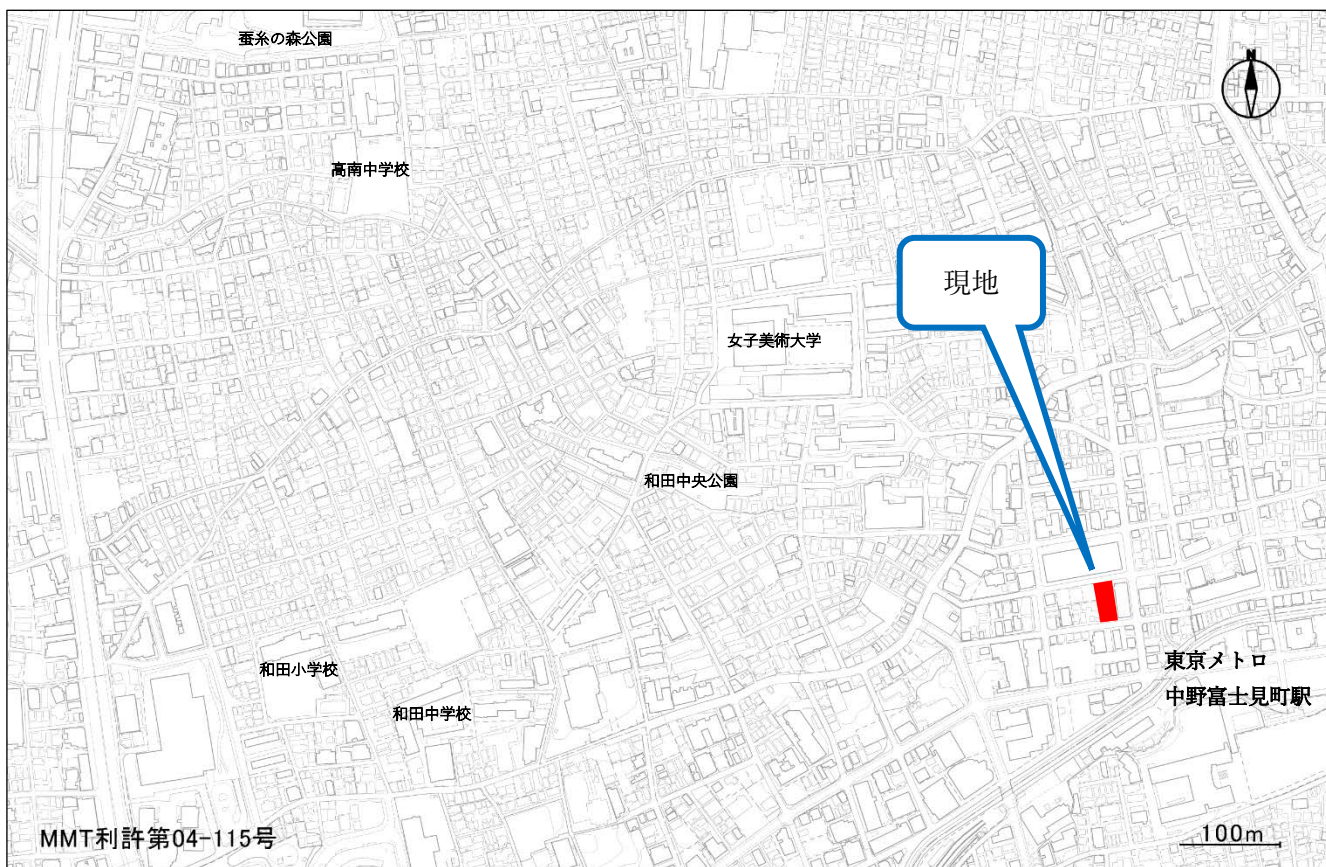 蚕糸の森公園
N
高南中学校
現地
女子美術大学
和田中央公園
和田小学校
和田中学校
東京メトロ
中野富士見町駅
MMT利許第04-115号
100m